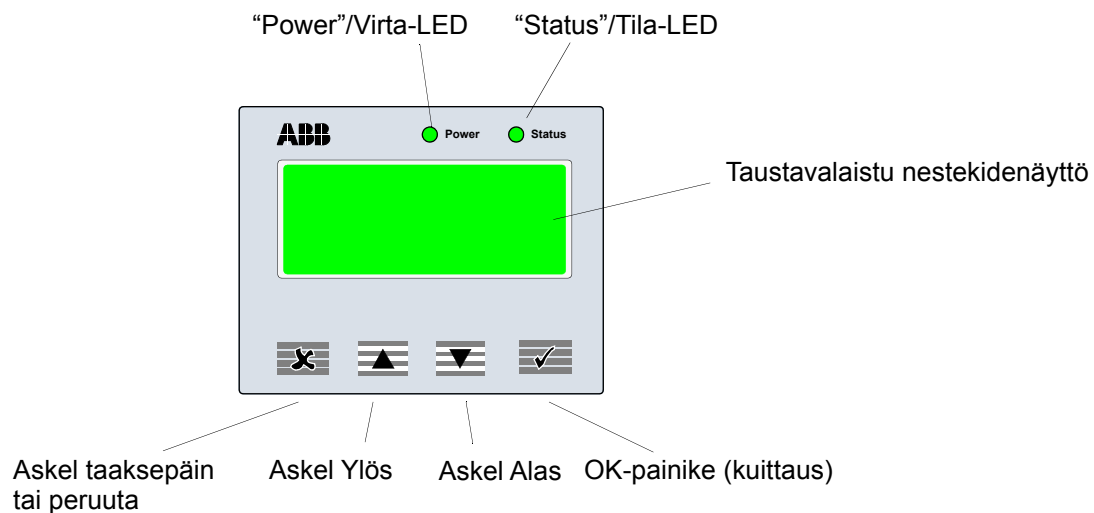 “Power”/Virta-LED
“Status”/Tila-LED
ABB
Power
Status
Taustavalaistu nestekidenäyttö
Askel taaksepäin
tai peruuta
Askel Ylös
Askel Alas
OK-painike (kuittaus)